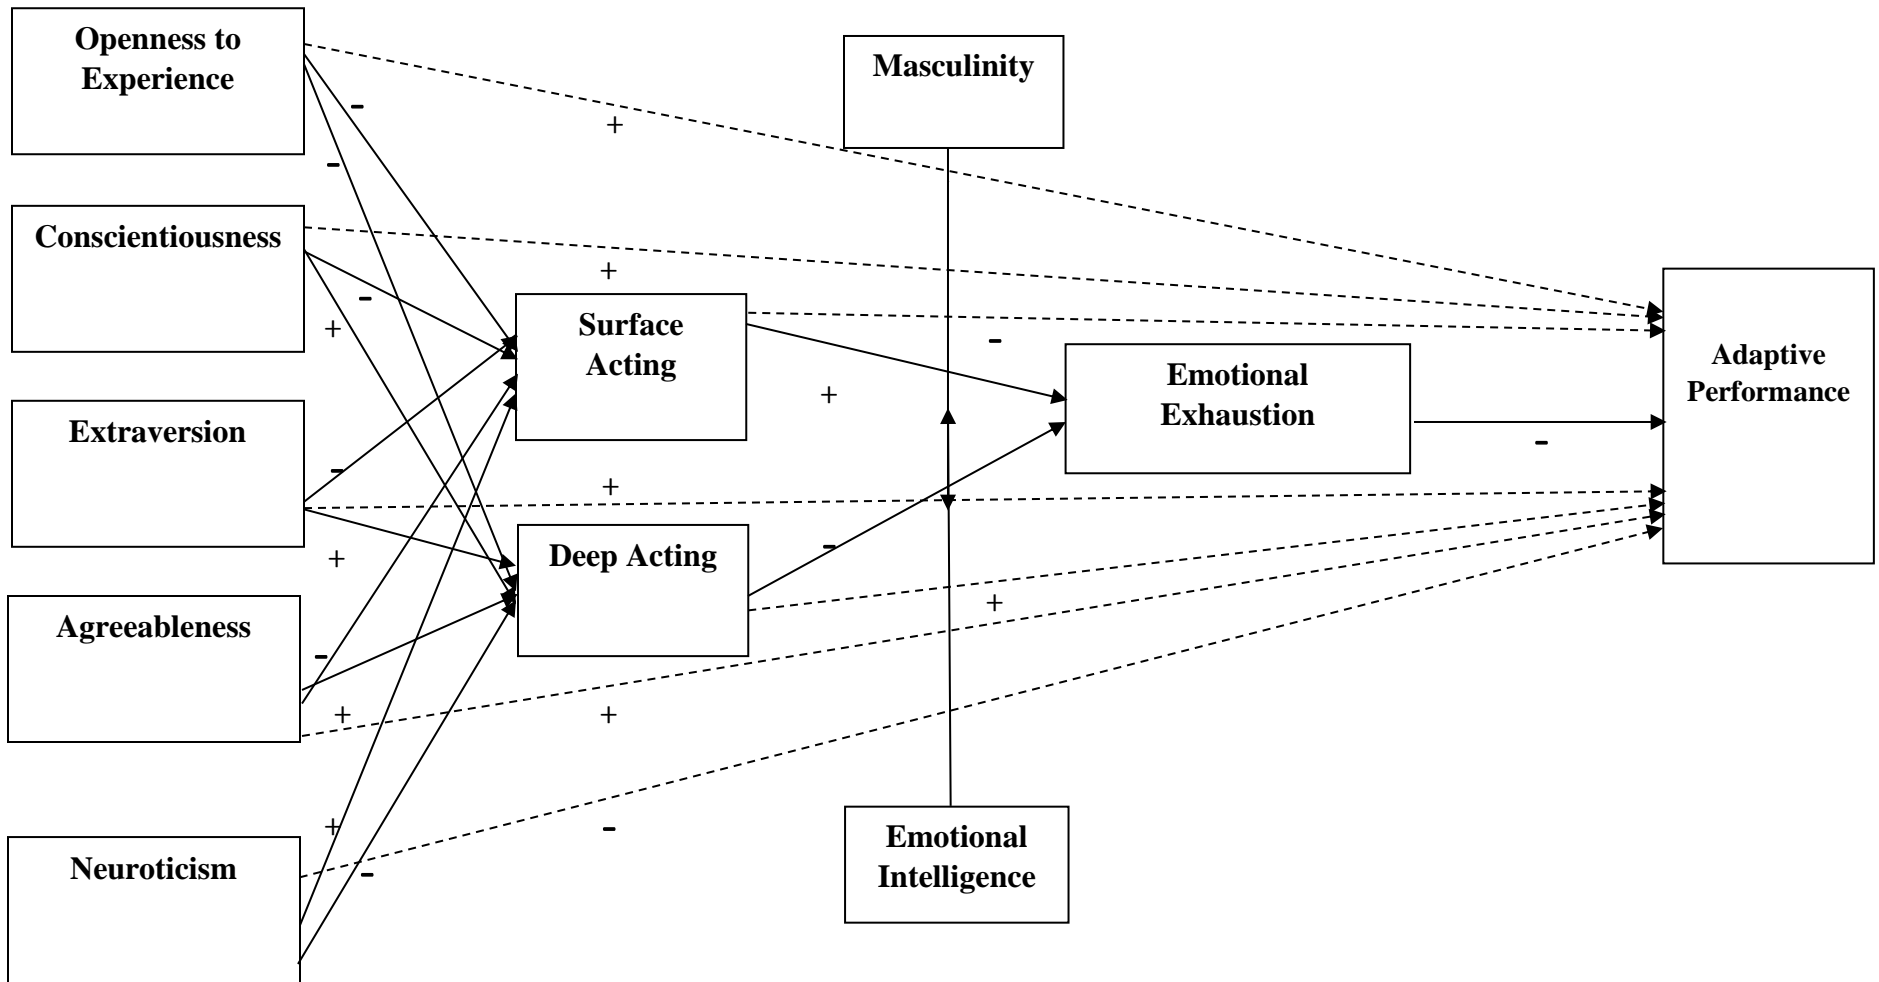 Openness to
Experience
Masculinity
-
+
-
Conscientiousness
+
-
+
Surface
Acting
-
Adaptive
Performance
Emotional
Exhaustion
+
Extraversion
-
-
+
Deep Acting
-
+
+
Agreeableness
-
+
+
+
-
Neuroticism
-
Emotional
Intelligence